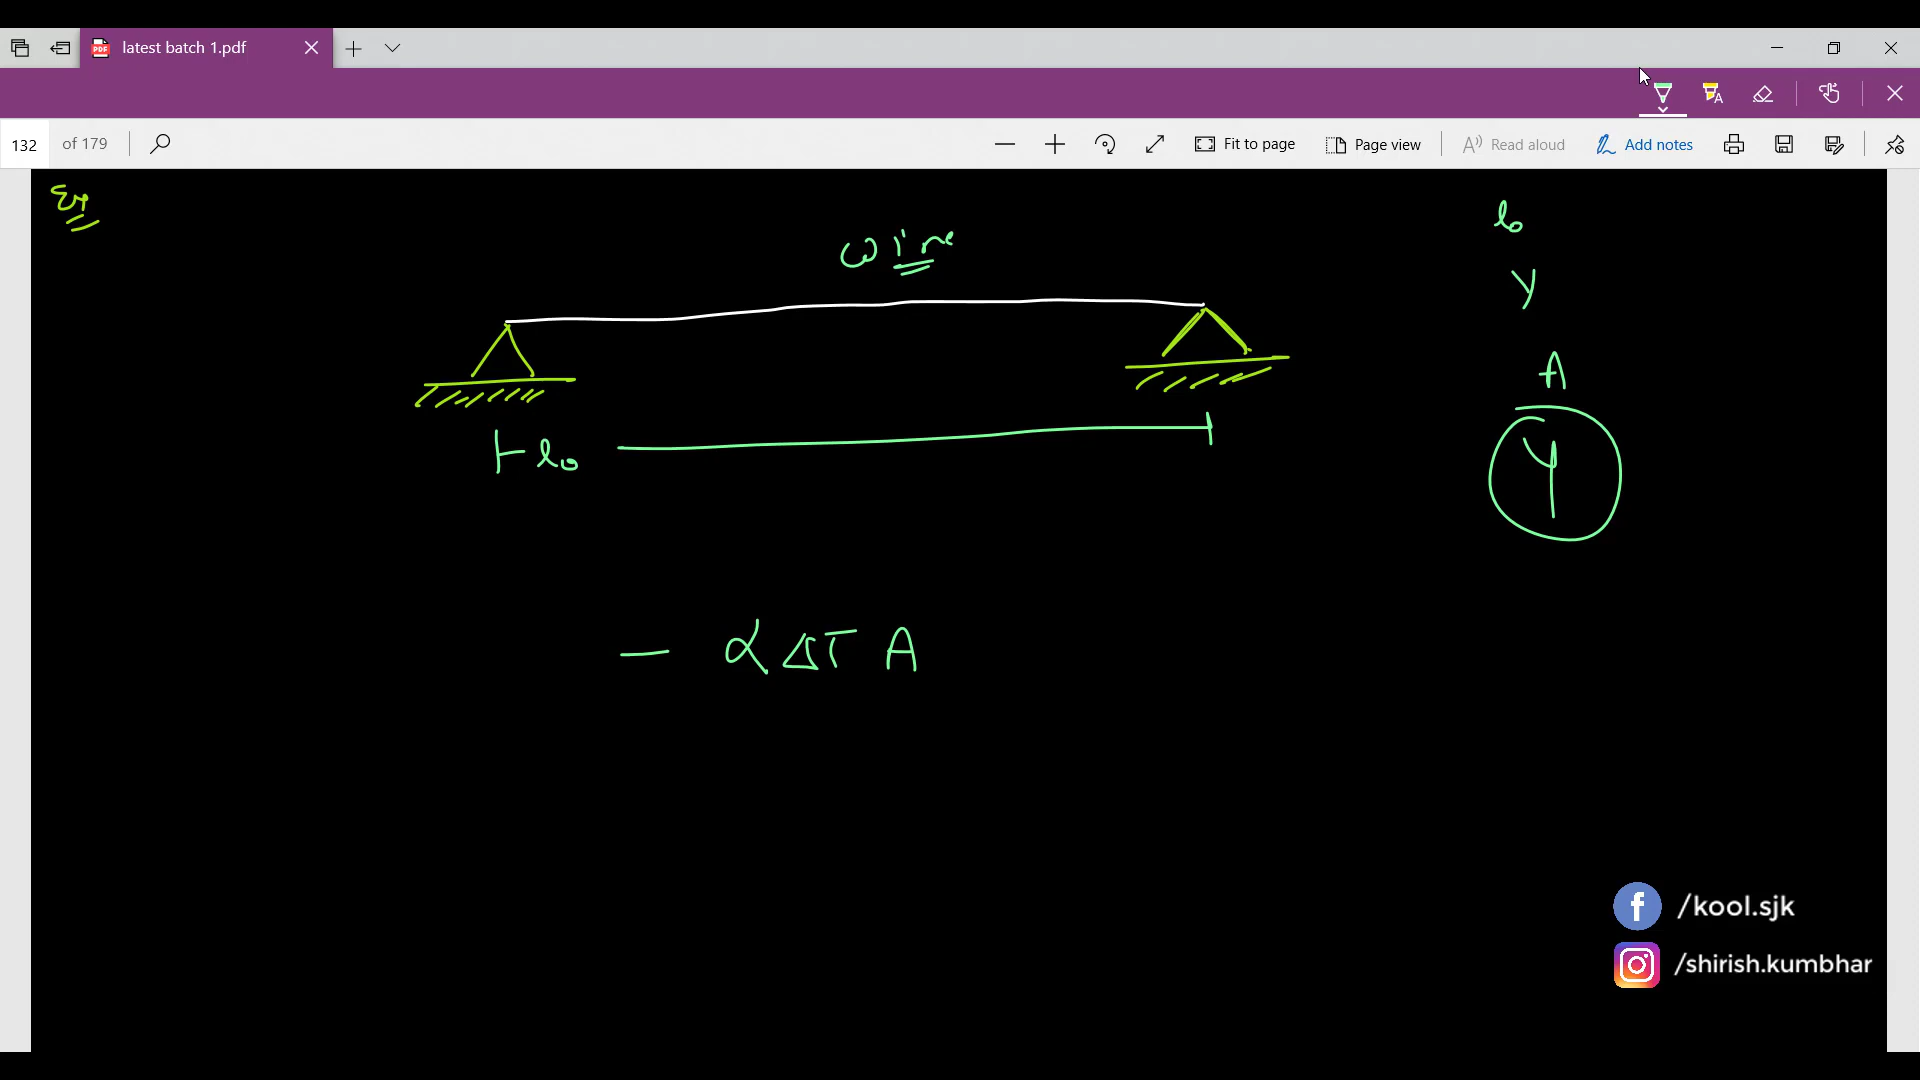 latest batch 1.pdf
132 of 179
Fit to page
Page view
Read aloud
Add notes
Ex
wire
l₀
Y
A
Y
l₀
— α ΔT A
/kool.sjk
/shirish.kumbhar